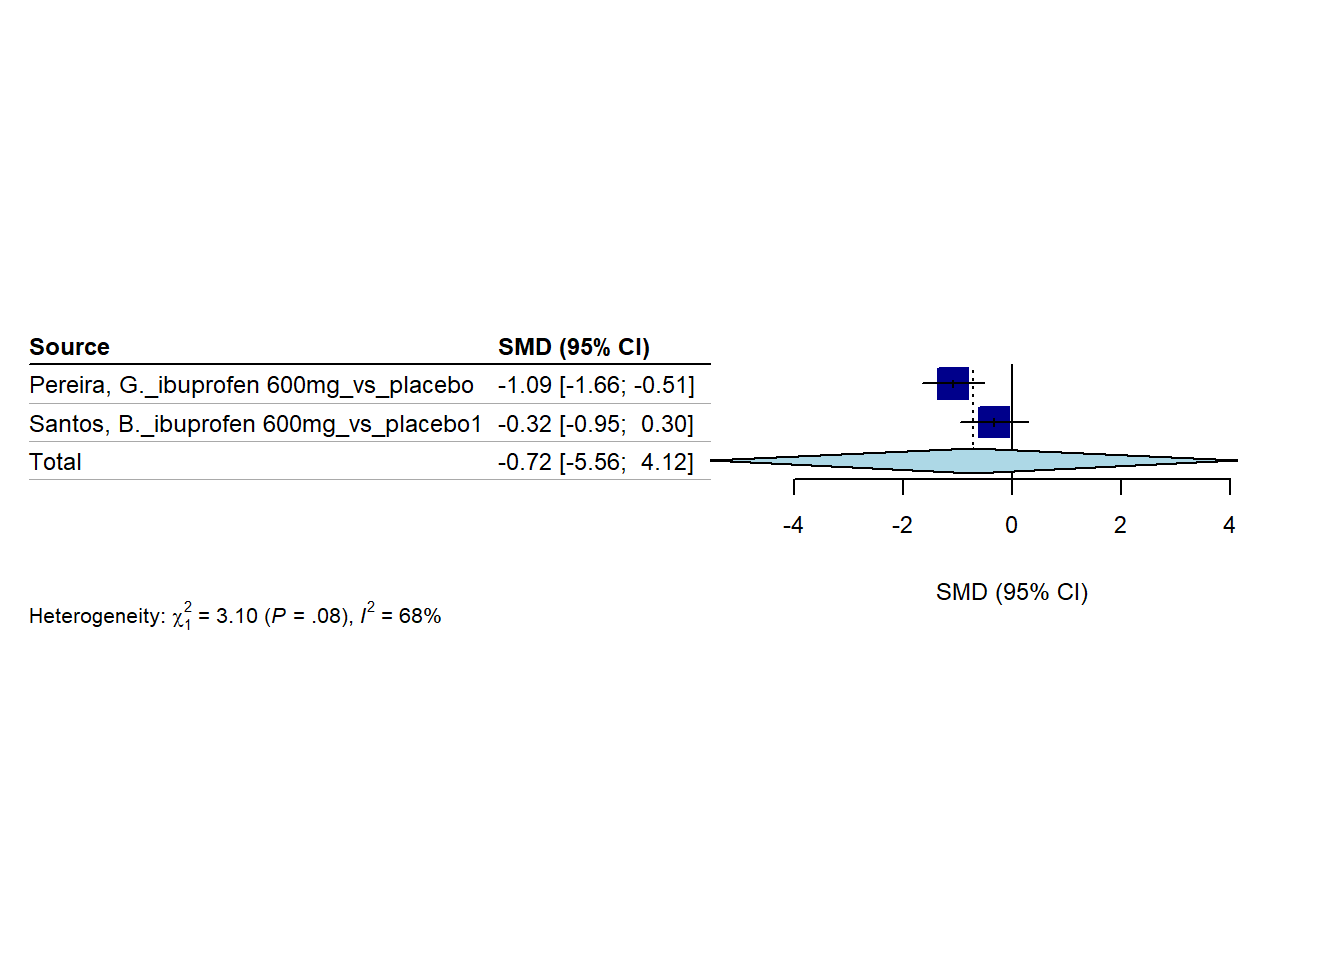 Source SMD (95% CI)
Pereira, G._ibuprofen 600mg_vs_placebo -1.09 [-1.66; -0.51]
Santos, B._ibuprofen 600mg_vs_placebo1 -0.32 [-0.95; 0.30]
Total -0.72 [-5.56; 4.12]
-4 -2 0 2 4
SMD (95% CI)
Heterogeneity: χ²₁ = 3.10 (P = .08), I² = 68%